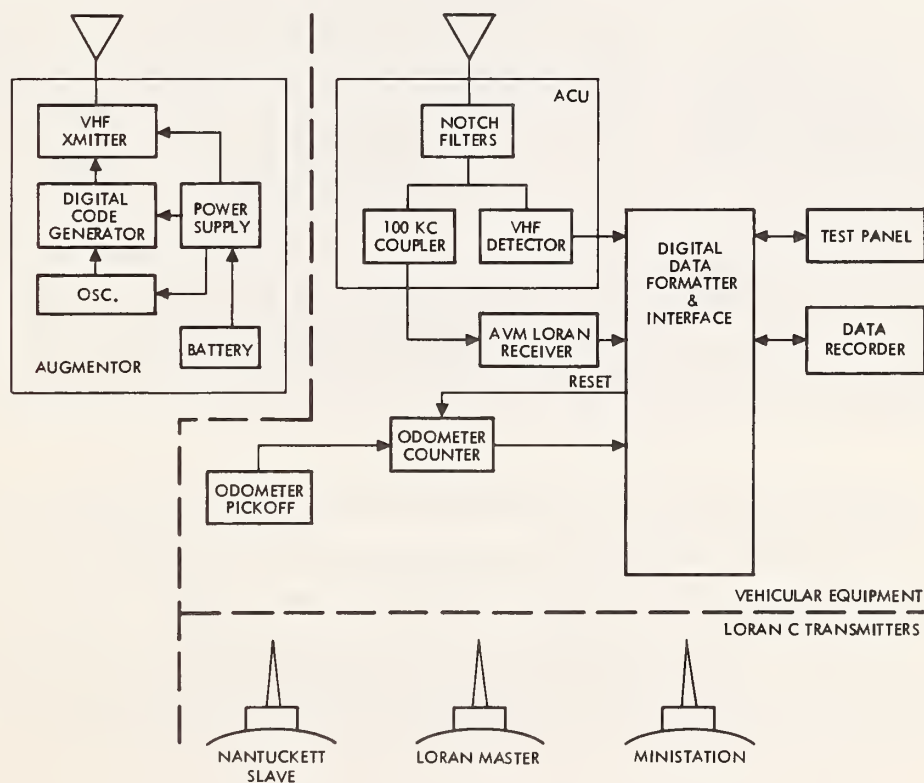 VHF
XMITTER
DIGITAL
CODE
GENERATOR
POWER
SUPPLY
OSC.
BATTERY
AUGMENTOR
ACU
NOTCH
FILTERS
100 KC
COUPLER
VHF
DETECTOR
AVM LORAN
RECEIVER
RESET
ODOMETER
COUNTER
ODOMETER
PICKOFF
DIGITAL
DATA
FORMATTER
&
INTERFACE
TEST PANEL
DATA
RECORDER
VEHICULAR EQUIPMENT
LORAN C TRANSMITTERS
NANTUCKETT
SLAVE
LORAN MASTER
MINISTATION